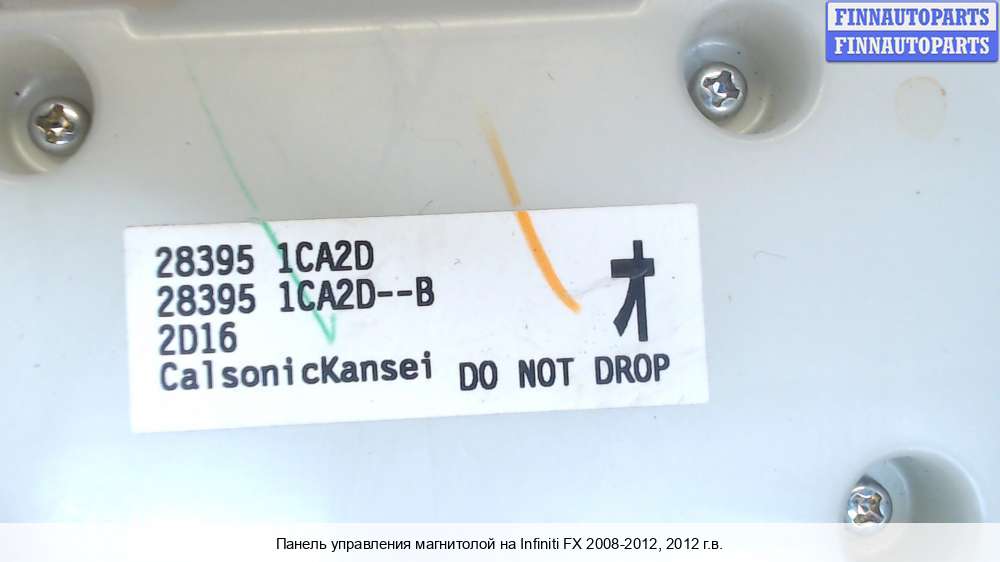 FINNAUTOPARTS
FINNAUTOPARTS
28395 1CA2D
28395 1CA2D--B
2D16
CalsonicKansei DO NOT DROP
オ
Панель управления магнитолой на Infiniti FX 2008-2012, 2012 г.в.